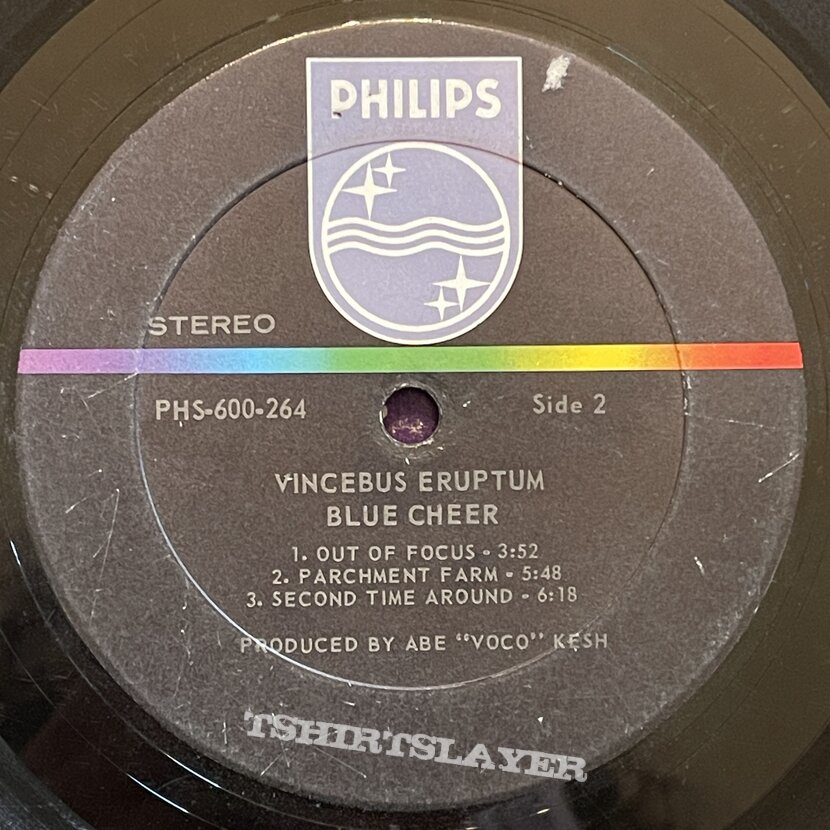 PHILIPS
STEREO
PHS-600-264 Side 2
VINCEBUS ERUPTUM
BLUE CHEER
1. OUT OF FOCUS - 3:52
2. PARCHMENT FARM - 5:48
3. SECOND TIME AROUND - 6:18
PRODUCED BY ABE "VOCO" KESH
TSHIRTSLAYER